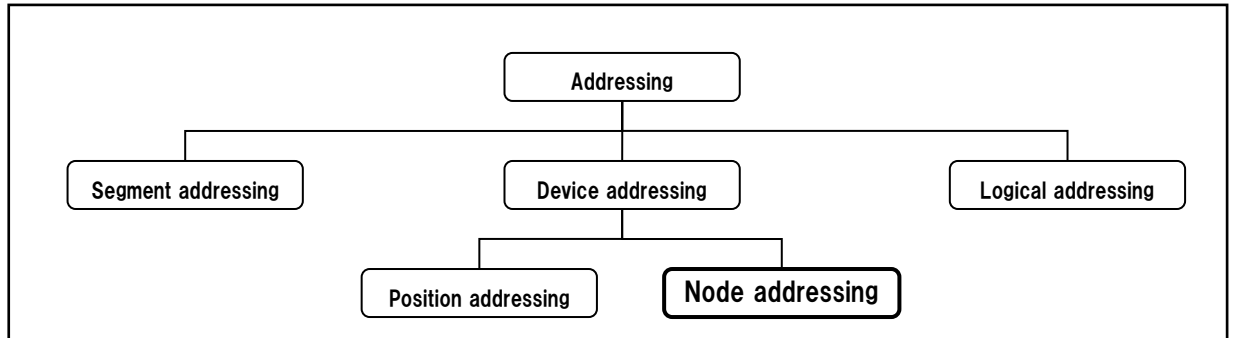 Addressing
Segment addressing
Device addressing
Logical addressing
Position addressing
Node addressing